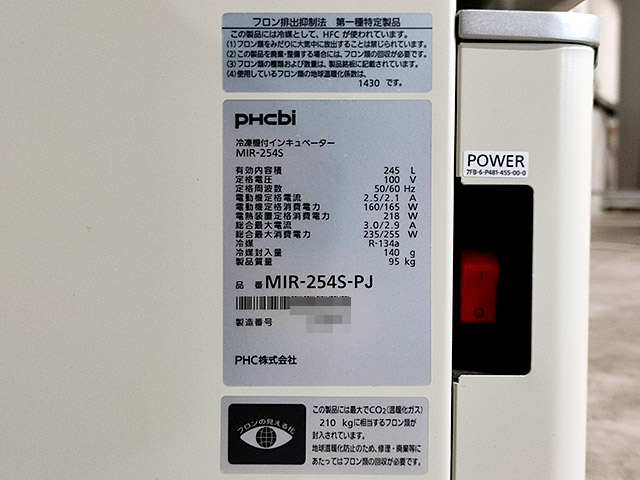 フロン排出抑制法　第一種特定製品
この製品には冷媒として、HFC が使われています。
(1)フロン類をみだりに大気中に放出することは禁じられています。
(2)この製品を廃棄・整備する場合には、フロン類の回収が必要です。
(3)フロン類の種類および数量は、製品銘板に記載されています。
(4)使用しているフロン類の地球温暖化係数は、
1430 です。
PHCbi
冷凍機付インキュベーター
MIR-254S
有効内容積 245 L
定格電圧 100 V
定格周波数 50/60 Hz
電動機定格電流 2.5/2.1 A
電動機定格消費電力 160/165 W
電熱装置定格消費電力 218 W
総合最大電流 3.0/2.9 A
総合最大消費電力 235/255 W
冷媒 R-134a
冷媒封入量 140 g
製品質量 95 kg
品　番 MIR-254S-PJ
製造番号
PHC株式会社
フロンの見える化
この製品には最大でCO2(温暖化ガス)
210 kgに相当するフロン類が
封入されています。
地球温暖化防止のため、修理・廃棄等に
あたってはフロン類の回収が必要です。
POWER
7FB-6-P481-455-00-0